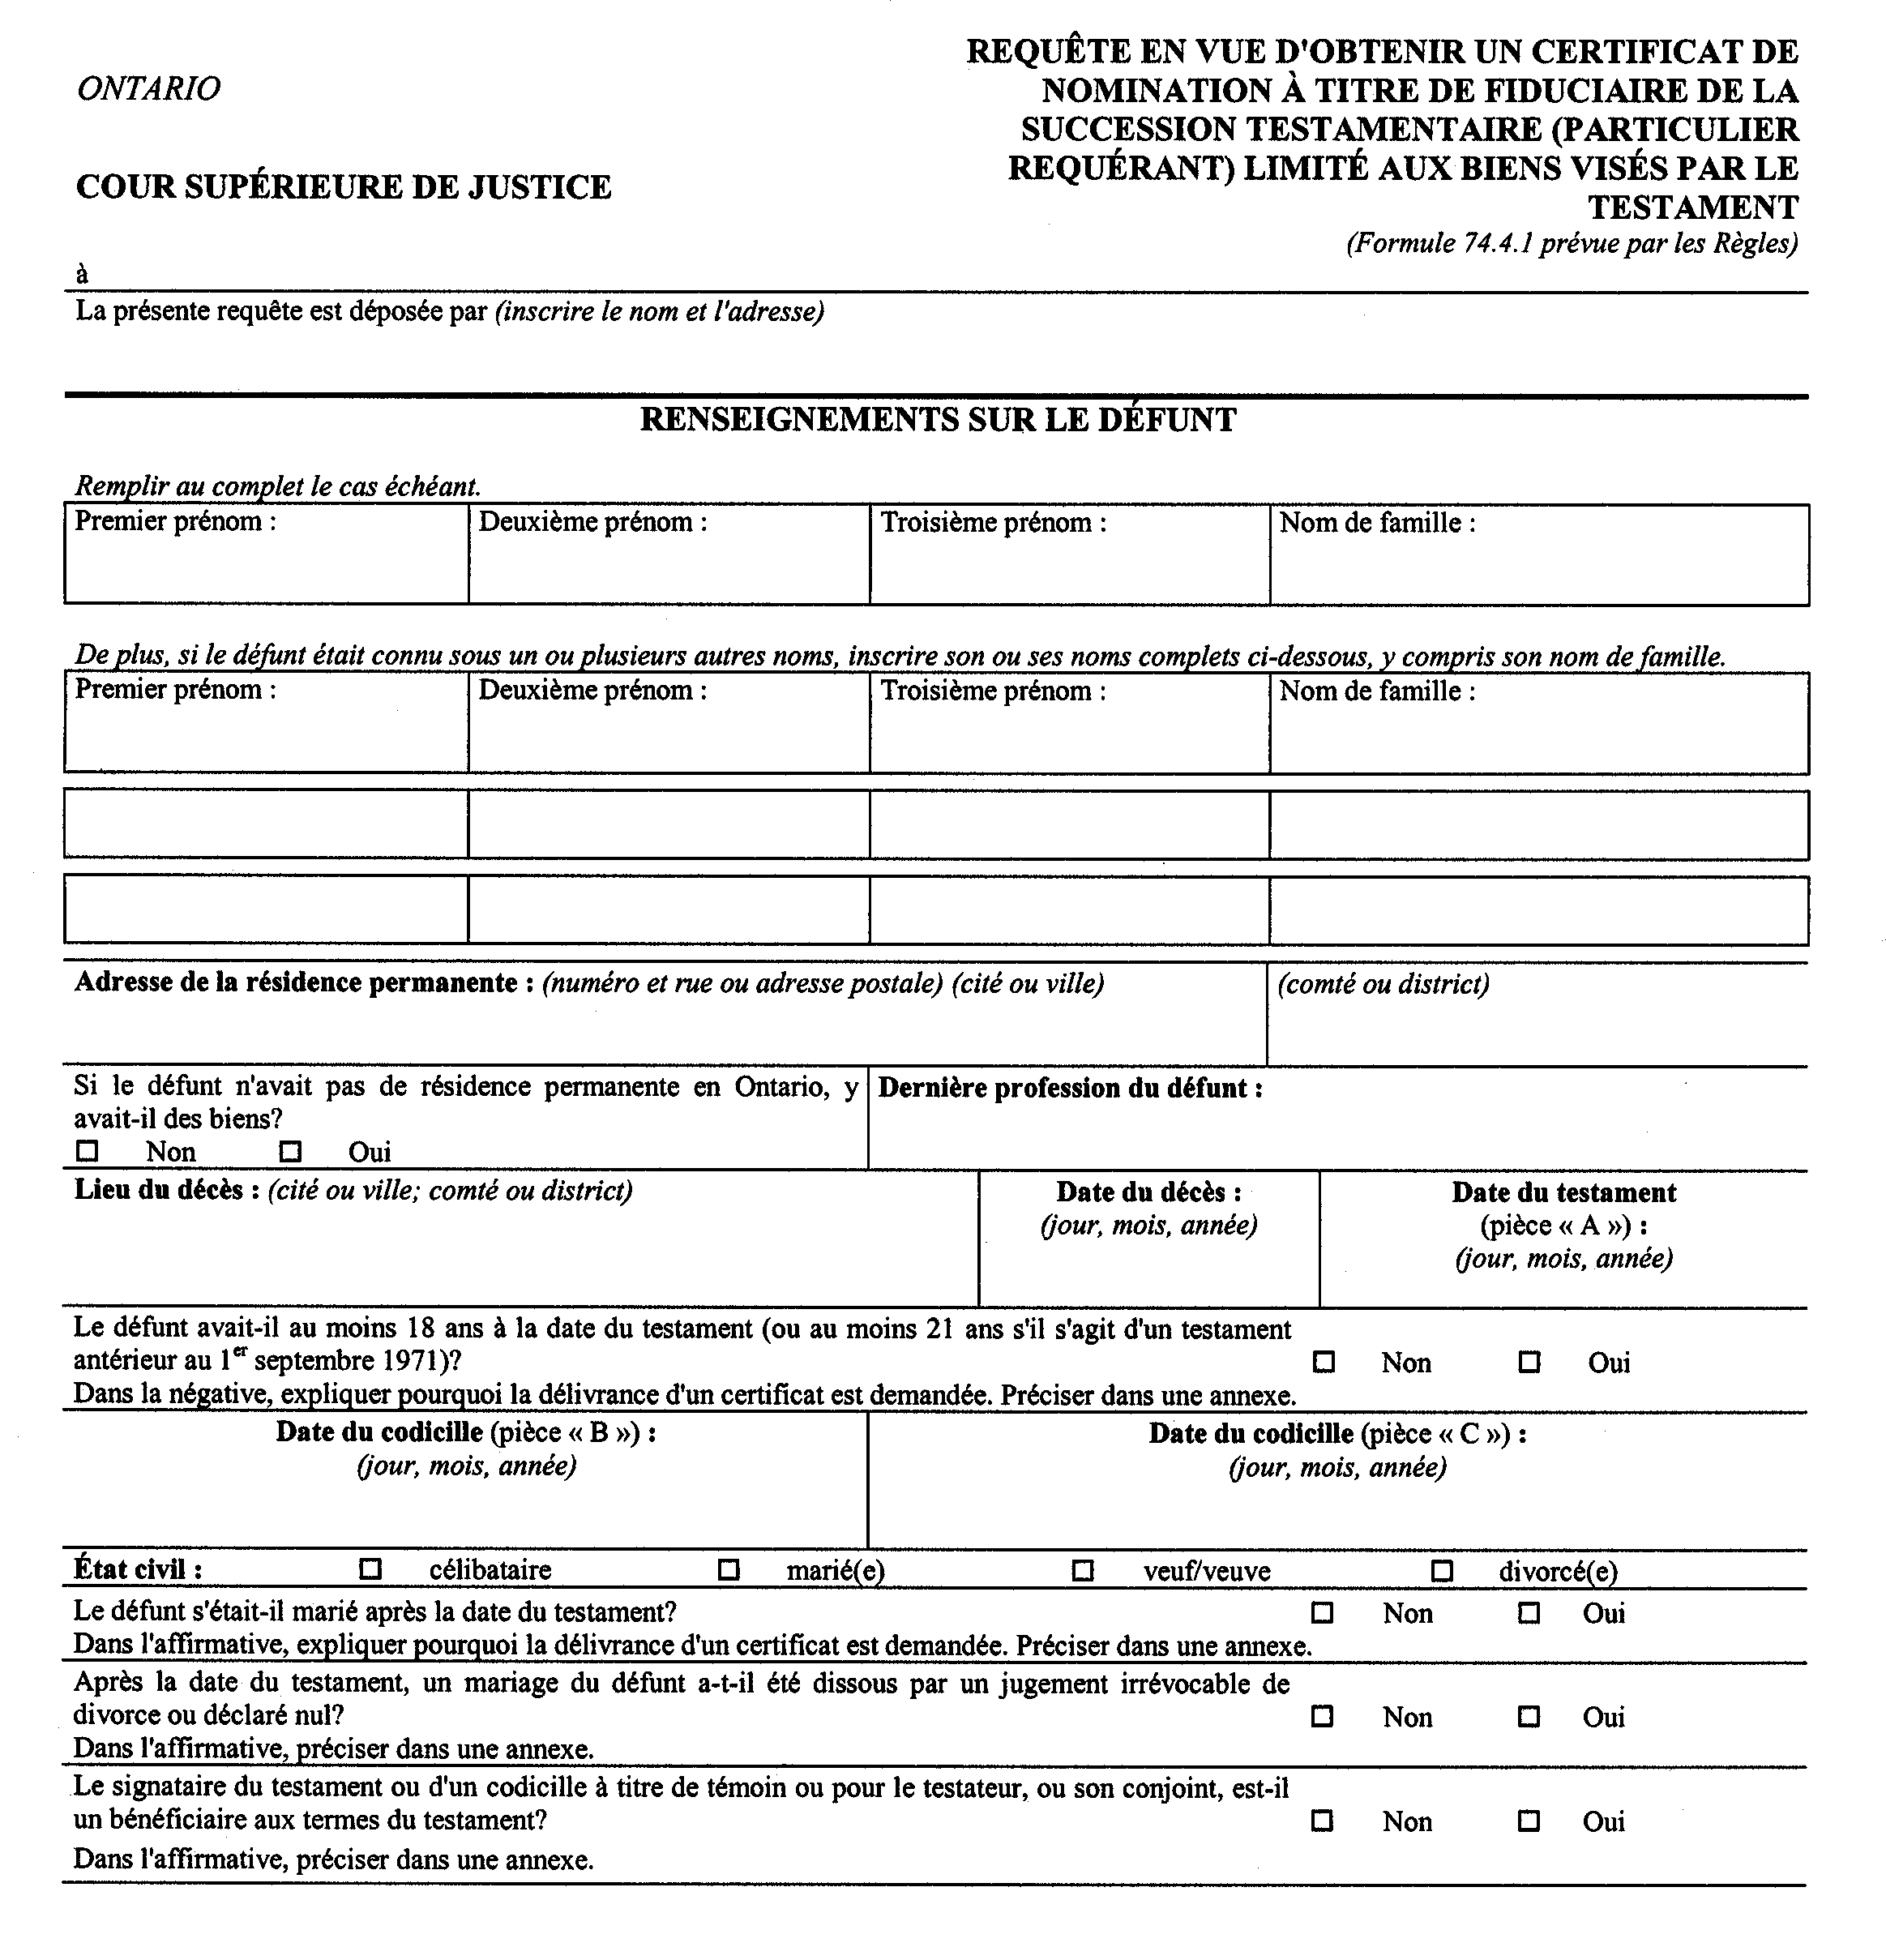 ONTARIO
COUR SUPÉRIEURE DE JUSTICE
REQUÊTE EN VUE D'OBTENIR UN CERTIFICAT DE
NOMINATION À TITRE DE FIDUCIAIRE DE LA
SUCCESSION TESTAMENTAIRE (PARTICULIER
REQUÉRANT) LIMITÉ AUX BIENS VISÉS PAR LE
TESTAMENT
(Formule 74.4.1 prévue par les Règles)
à
La présente requête est déposée par (inscrire le nom et l'adresse)
RENSEIGNEMENTS SUR LE DÉFUNT
Remplir au complet le cas échéant.
Premier prénom : Deuxième prénom : Troisième prénom : Nom de famille :
De plus, si le défunt était connu sous un ou plusieurs autres noms, inscrire son ou ses noms complets ci-dessous, y compris son nom de famille.
Premier prénom : Deuxième prénom : Troisième prénom : Nom de famille :
Adresse de la résidence permanente : (numéro et rue ou adresse postale) (cité ou ville) (comté ou district)
Si le défunt n'avait pas de résidence permanente en Ontario, y
avait-il des biens?
☐ Non ☐ Oui
Dernière profession du défunt :
Lieu du décès : (cité ou ville; comté ou district)
Date du décès :
(jour, mois, année)
Date du testament
(pièce « A ») :
(jour, mois, année)
Le défunt avait-il au moins 18 ans à la date du testament (ou au moins 21 ans s'il s'agit d'un testament
antérieur au 1er septembre 1971)? ☐ Non ☐ Oui
Dans la négative, expliquer pourquoi la délivrance d'un certificat est demandée. Préciser dans une annexe.
Date du codicille (pièce « B ») :
(jour, mois, année)
Date du codicille (pièce « C ») :
(jour, mois, année)
État civil : ☐ célibataire ☐ marié(e) ☐ veuf/veuve ☐ divorcé(e)
Le défunt s'était-il marié après la date du testament? ☐ Non ☐ Oui
Dans l'affirmative, expliquer pourquoi la délivrance d'un certificat est demandée. Préciser dans une annexe.
Après la date du testament, un mariage du défunt a-t-il été dissous par un jugement irrévocable de
divorce ou déclaré nul? ☐ Non ☐ Oui
Dans l'affirmative, préciser dans une annexe.
Le signataire du testament ou d'un codicille à titre de témoin ou pour le testateur, ou son conjoint, est-il
un bénéficiaire aux termes du testament? ☐ Non ☐ Oui
Dans l'affirmative, préciser dans une annexe.